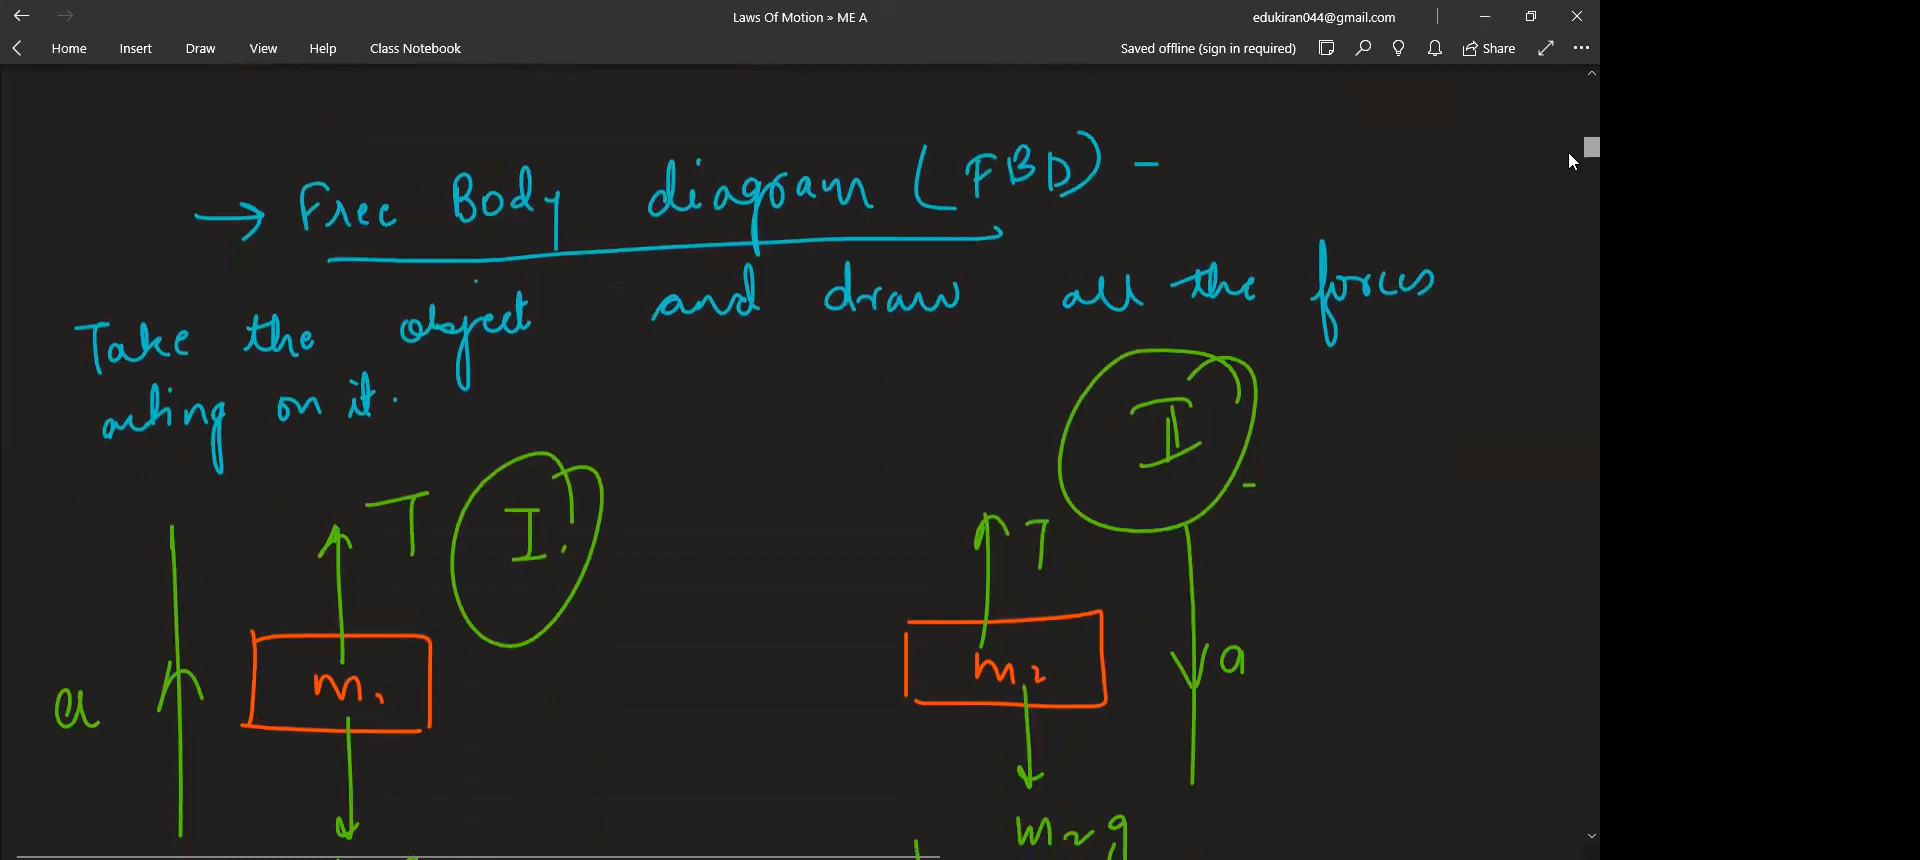 Laws Of Motion » ME A
edukiran044@gmail.com
Home Insert Draw View Help Class Notebook
Saved offline (sign in required) Share
→ Free Body diagram (FBD) -
Take the object and draw all the forces
acting on it.
I.
II
T
T
a
m₁
m₂
a
m₂g